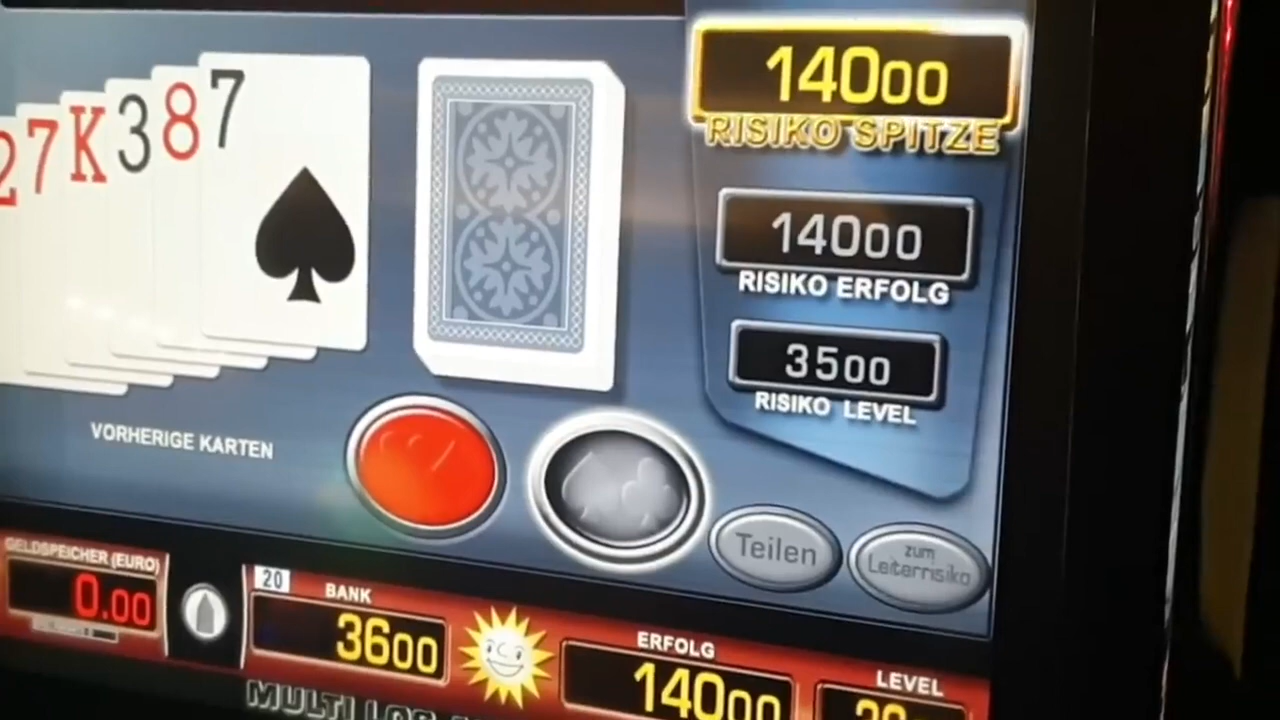 14000
RISIKO SPITZE
2 7 K 3 8 7
14000
RISIKO ERFOLG
3500
RISIKO LEVEL
VORHERIGE KARTEN
Teilen
zum
Leiterrisiko
GELDSPEICHER (EURO)
0.00
20
BANK
3600
ERFOLG
14000
LEVEL
MULTI